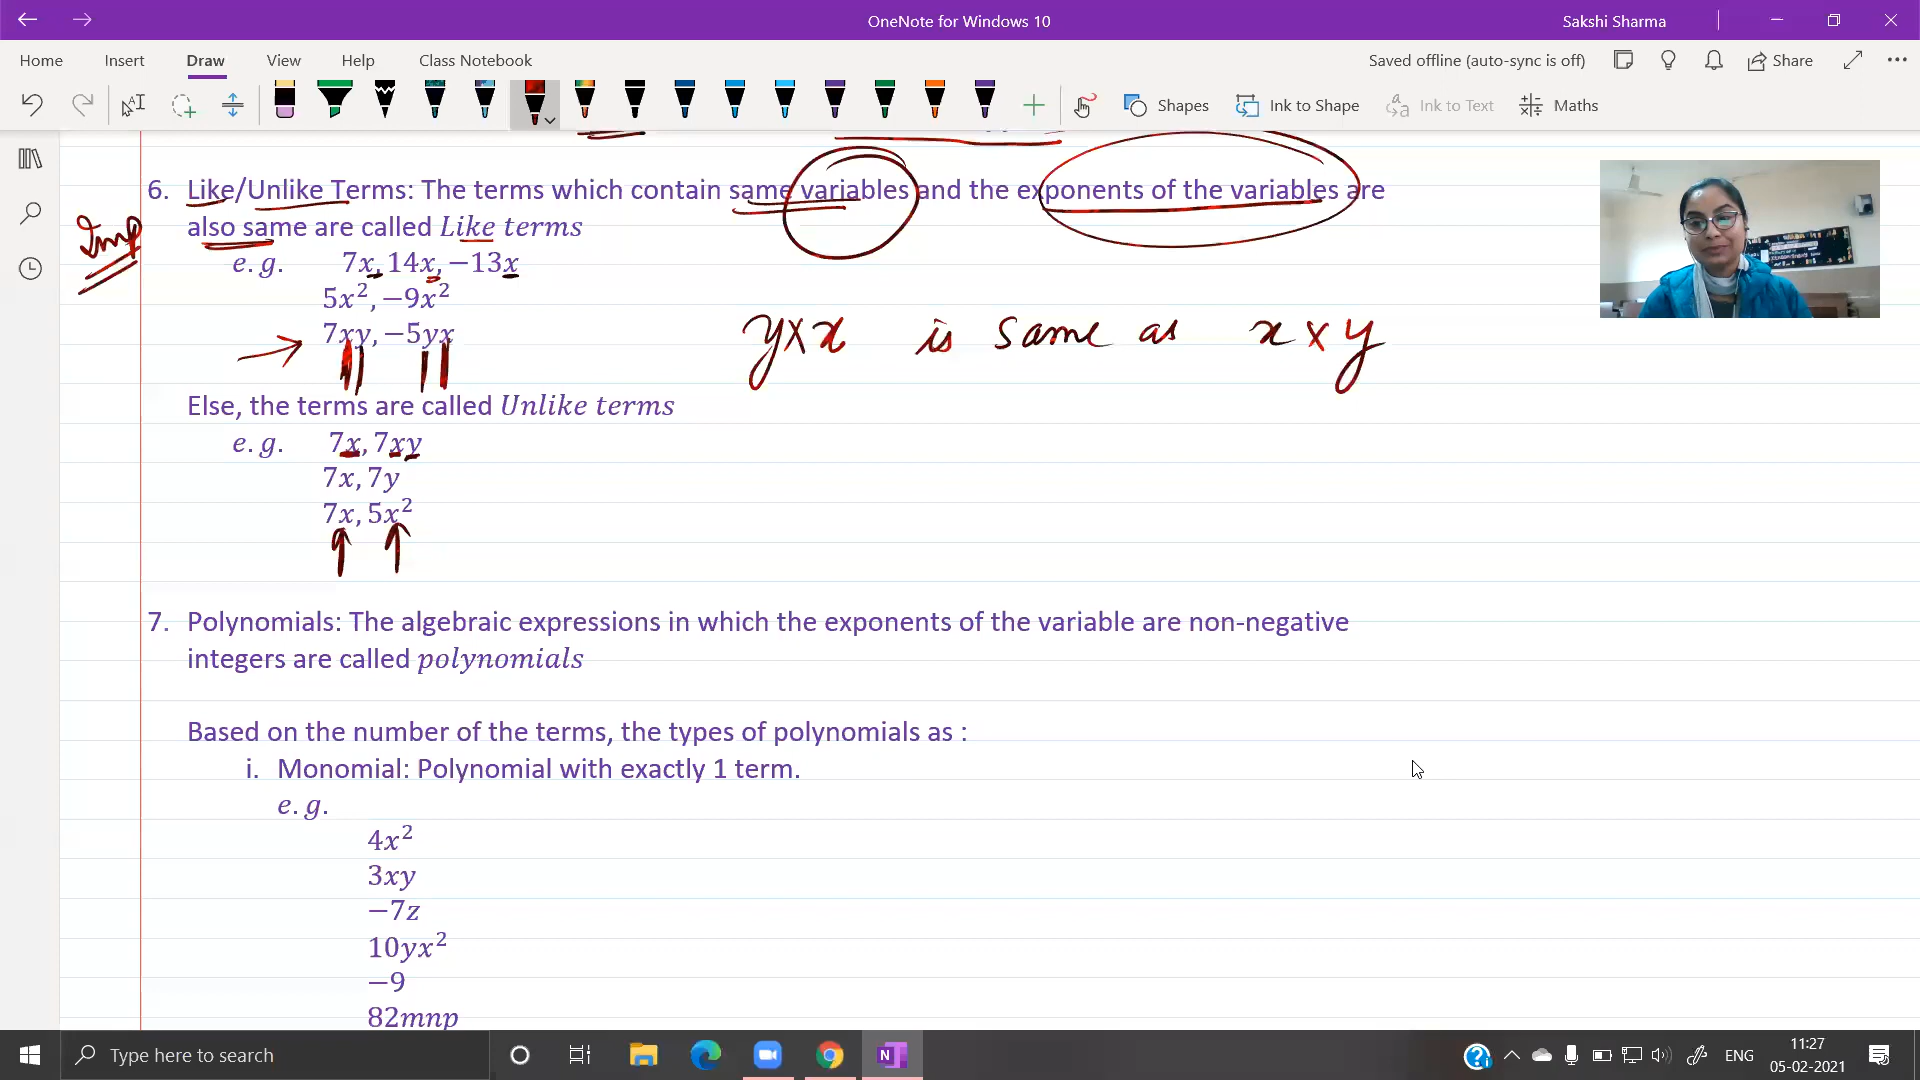 OneNote for Windows 10
Sakshi Sharma
Home Insert Draw View Help Class Notebook
Saved offline (auto-sync is off) Share
Shapes Ink to Shape Ink to Text Maths
6. Like/Unlike Terms: The terms which contain same variables and the exponents of the variables are
Imp also same are called Like terms
e.g. 7x, 14x, −13x
5x², −9x²
7xy, −5yx
y×x is same as x×y
Else, the terms are called Unlike terms
e.g. 7x, 7xy
7x, 7y
7x, 5x²
7. Polynomials: The algebraic expressions in which the exponents of the variable are non-negative
integers are called polynomials
Based on the number of the terms, the types of polynomials as :
i. Monomial: Polynomial with exactly 1 term.
e.g.
4x²
3xy
−7z
10yx²
−9
82mnp
Type here to search
ENG
11:27
05-02-2021